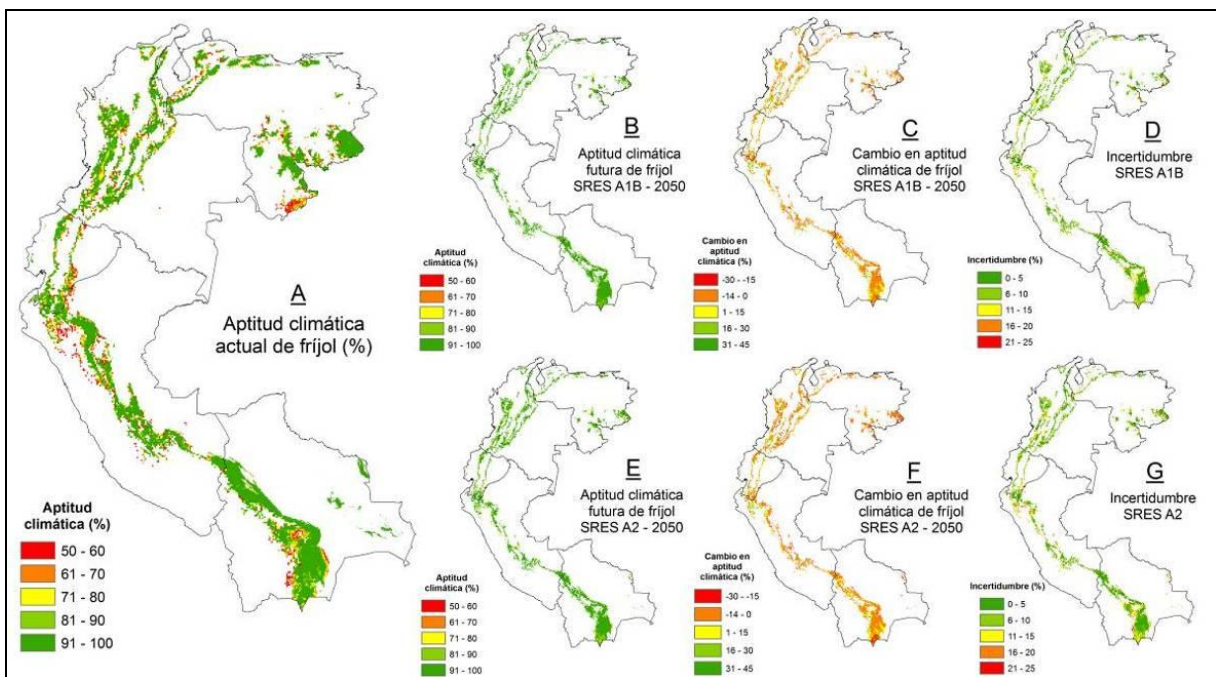 A
Aptitud climática
actual de fríjol (%)
Aptitud
climática (%)
50 - 60
61 - 70
71 - 80
81 - 90
91 - 100
B
Aptitud climática
futura de fríjol
SRES A1B - 2050
Aptitud
climática (%)
50 - 60
61 - 70
71 - 80
81 - 90
91 - 100
C
Cambio en aptitud
climática de fríjol
SRES A1B - 2050
Cambio en
aptitud
climática (%)
-30 - -15
-14 - 0
1 - 15
16 - 30
31 - 45
D
Incertidumbre
SRES A1B
Incertidumbre (%)
0 - 5
6 - 10
11 - 15
16 - 20
21 - 25
E
Aptitud climática
futura de fríjol
SRES A2 - 2050
Aptitud
climática (%)
50 - 60
61 - 70
71 - 80
81 - 90
91 - 100
F
Cambio en aptitud
climática de fríjol
SRES A2 - 2050
Cambio en
aptitud
climática (%)
-30 - -15
-14 - 0
1 - 15
16 - 30
31 - 45
G
Incertidumbre
SRES A2
Incertidumbre (%)
0 - 5
6 - 10
11 - 15
16 - 20
21 - 25